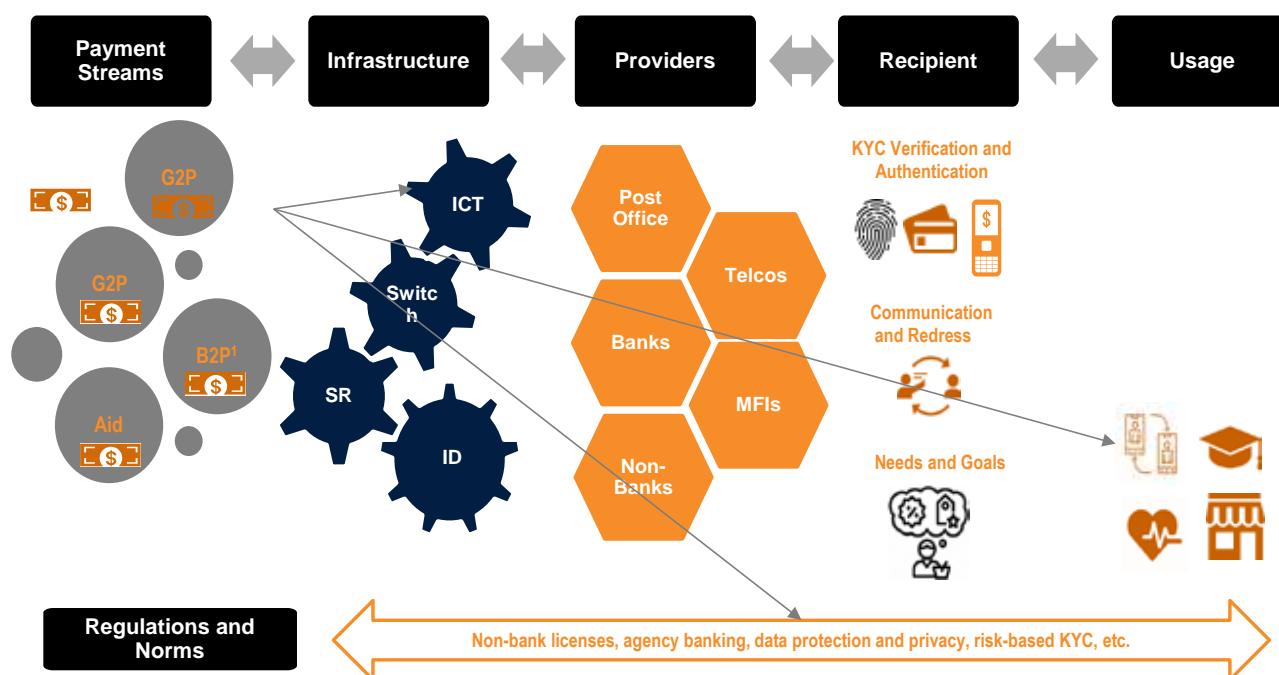 Payment
Streams
Infrastructure
Providers
Recipient
Usage
G2P
$
$
G2P
$
B2P¹
$
Aid
$
ICT
Switc
h
SR
ID
Post
Office
Telcos
Banks
MFIs
Non-
Banks
KYC Verification and
Authentication
$
Communication
and Redress
Needs and Goals
Regulations and
Norms
Non-bank licenses, agency banking, data protection and privacy, risk-based KYC, etc.